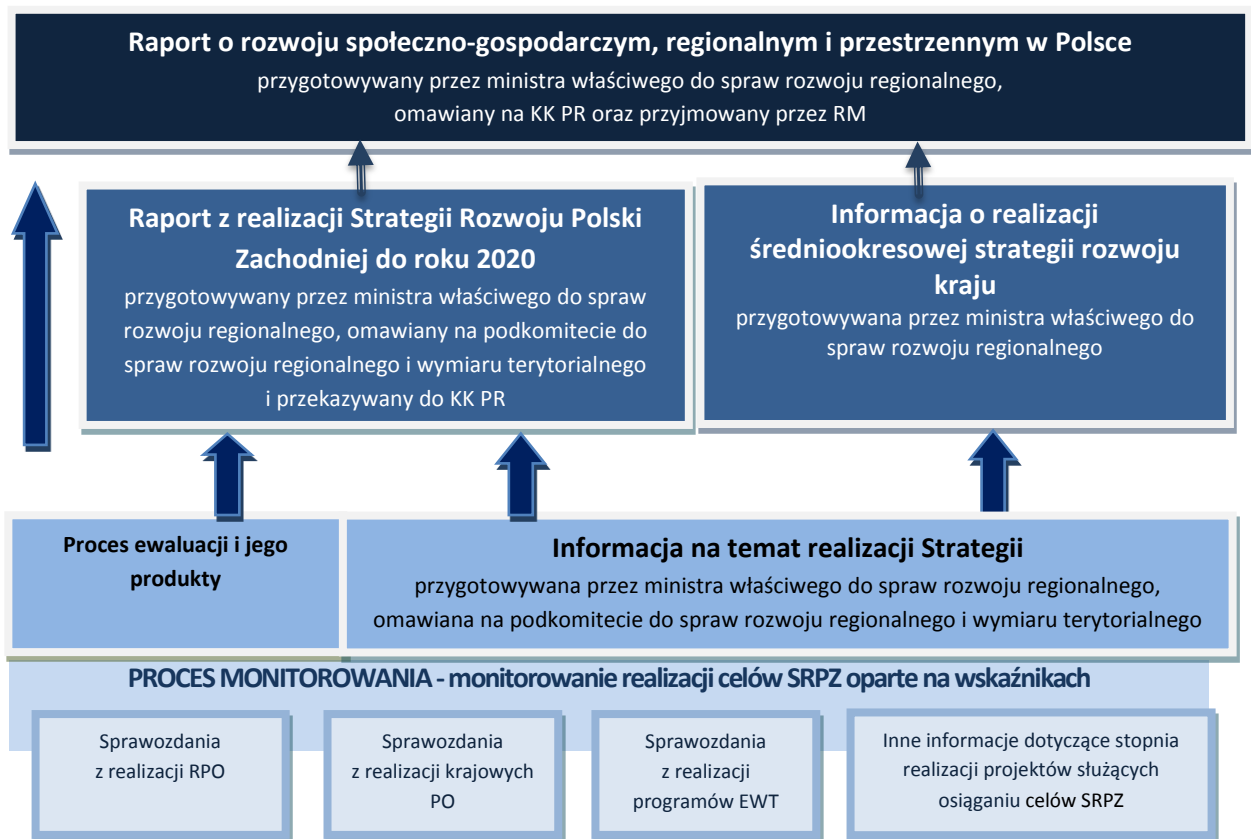 Raport o rozwoju społeczno-gospodarczym, regionalnym i przestrzennym w Polsce
przygotowywany przez ministra właściwego do spraw rozwoju regionalnego,
omawiany na KK PR oraz przyjmowany przez RM
Raport z realizacji Strategii Rozwoju Polski
Zachodniej do roku 2020
przygotowywany przez ministra właściwego do spraw
rozwoju regionalnego, omawiany na podkomitecie do
spraw rozwoju regionalnego i wymiaru terytorialnego
i przekazywany do KK PR
Informacja o realizacji
średniookresowej strategii rozwoju
kraju
przygotowywana przez ministra właściwego do
spraw rozwoju regionalnego
Proces ewaluacji i jego
produkty
Informacja na temat realizacji Strategii
przygotowywana przez ministra właściwego do spraw rozwoju regionalnego,
omawiana na podkomitecie do spraw rozwoju regionalnego i wymiaru terytorialnego
PROCES MONITOROWANIA - monitorowanie realizacji celów SRPZ oparte na wskaźnikach
Sprawozdania
z realizacji RPO
Sprawozdania
z realizacji krajowych
PO
Sprawozdania
z realizacji
programów EWT
Inne informacje dotyczące stopnia
realizacji projektów służących
osiąganiu celów SRPZ